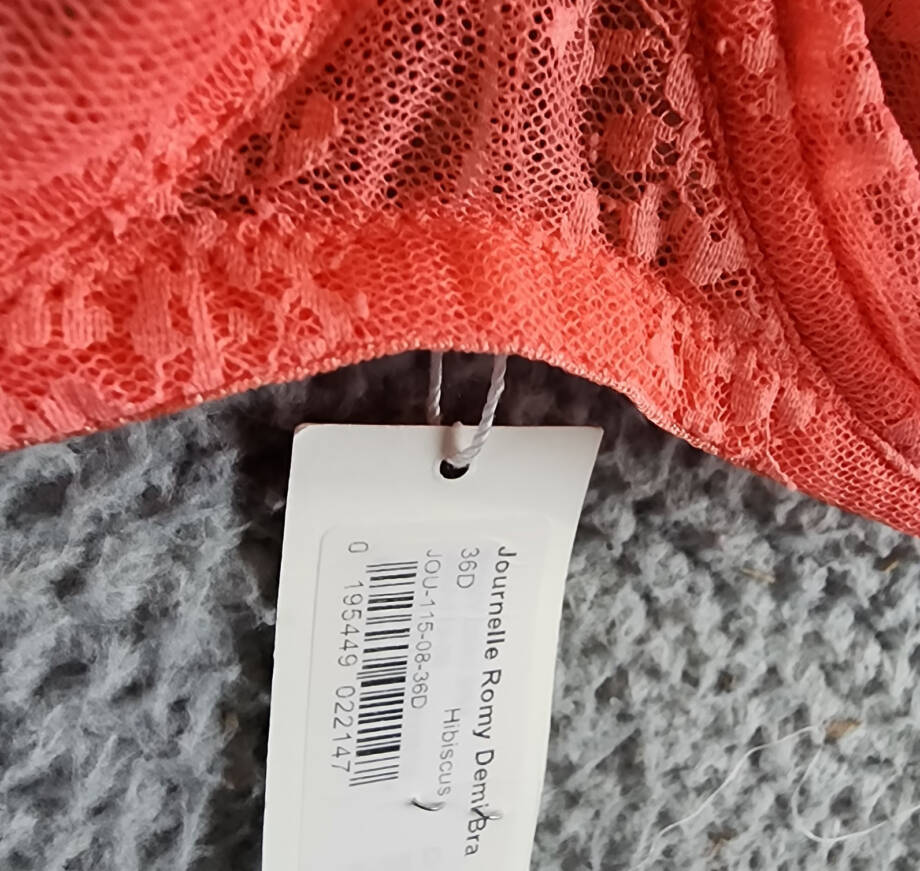 Journelle Romy Demi Bra
36D Hibiscus
JOU-115-08-36D
0 195449 022147